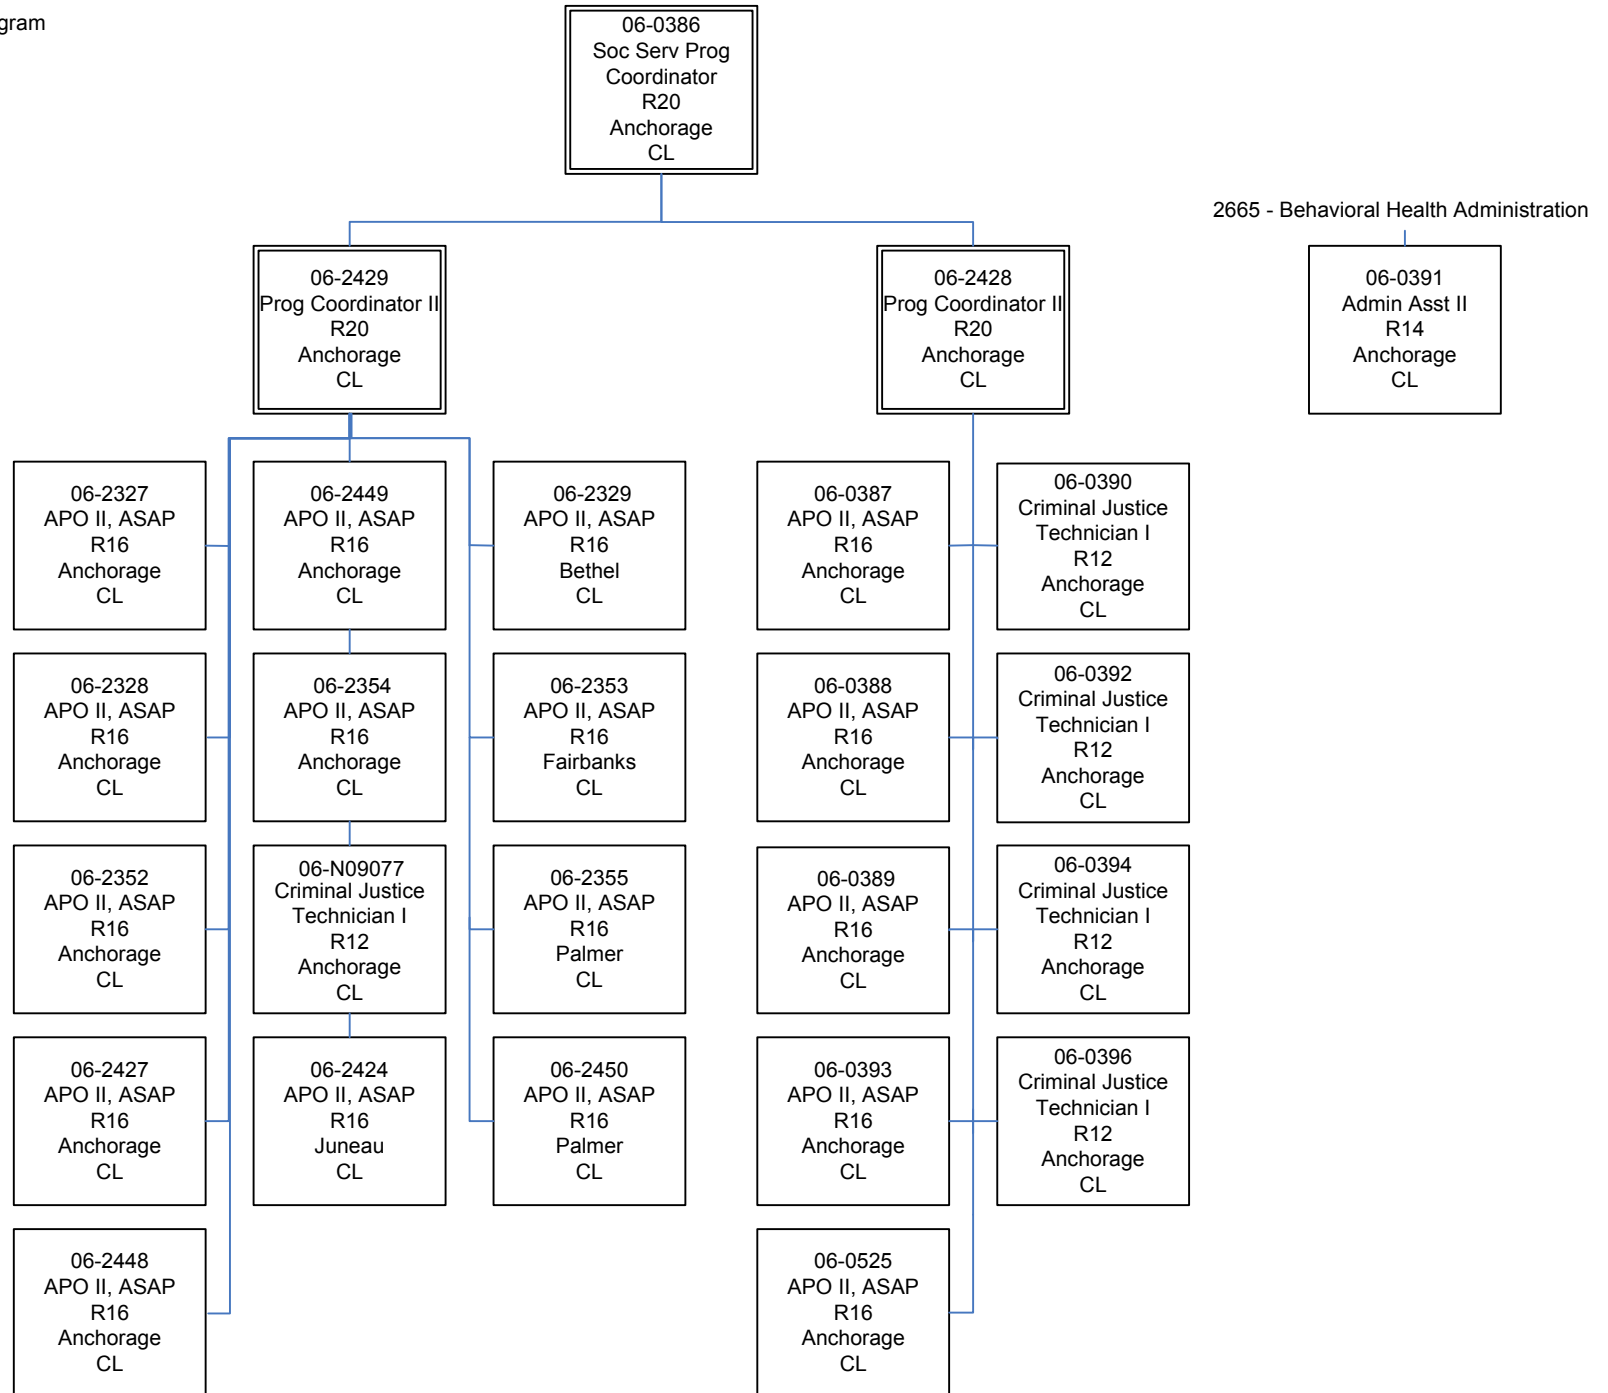 gram
06-0386
Soc Serv Prog
Coordinator
R20
Anchorage
CL
2665 - Behavioral Health Administration
06-2429
Prog Coordinator II
R20
Anchorage
CL
06-2428
Prog Coordinator II
R20
Anchorage
CL
06-0391
Admin Asst II
R14
Anchorage
CL
06-2327
APO II, ASAP
R16
Anchorage
CL
06-2449
APO II, ASAP
R16
Anchorage
CL
06-2329
APO II, ASAP
R16
Bethel
CL
06-0387
APO II, ASAP
R16
Anchorage
CL
06-0390
Criminal Justice
Technician I
R12
Anchorage
CL
06-2328
APO II, ASAP
R16
Anchorage
CL
06-2354
APO II, ASAP
R16
Anchorage
CL
06-2353
APO II, ASAP
R16
Fairbanks
CL
06-0388
APO II, ASAP
R16
Anchorage
CL
06-0392
Criminal Justice
Technician I
R12
Anchorage
CL
06-2352
APO II, ASAP
R16
Anchorage
CL
06-N09077
Criminal Justice
Technician I
R12
Anchorage
CL
06-2355
APO II, ASAP
R16
Palmer
CL
06-0389
APO II, ASAP
R16
Anchorage
CL
06-0394
Criminal Justice
Technician I
R12
Anchorage
CL
06-2427
APO II, ASAP
R16
Anchorage
CL
06-2424
APO II, ASAP
R16
Juneau
CL
06-2450
APO II, ASAP
R16
Palmer
CL
06-0393
APO II, ASAP
R16
Anchorage
CL
06-0396
Criminal Justice
Technician I
R12
Anchorage
CL
06-2448
APO II, ASAP
R16
Anchorage
CL
06-0525
APO II, ASAP
R16
Anchorage
CL